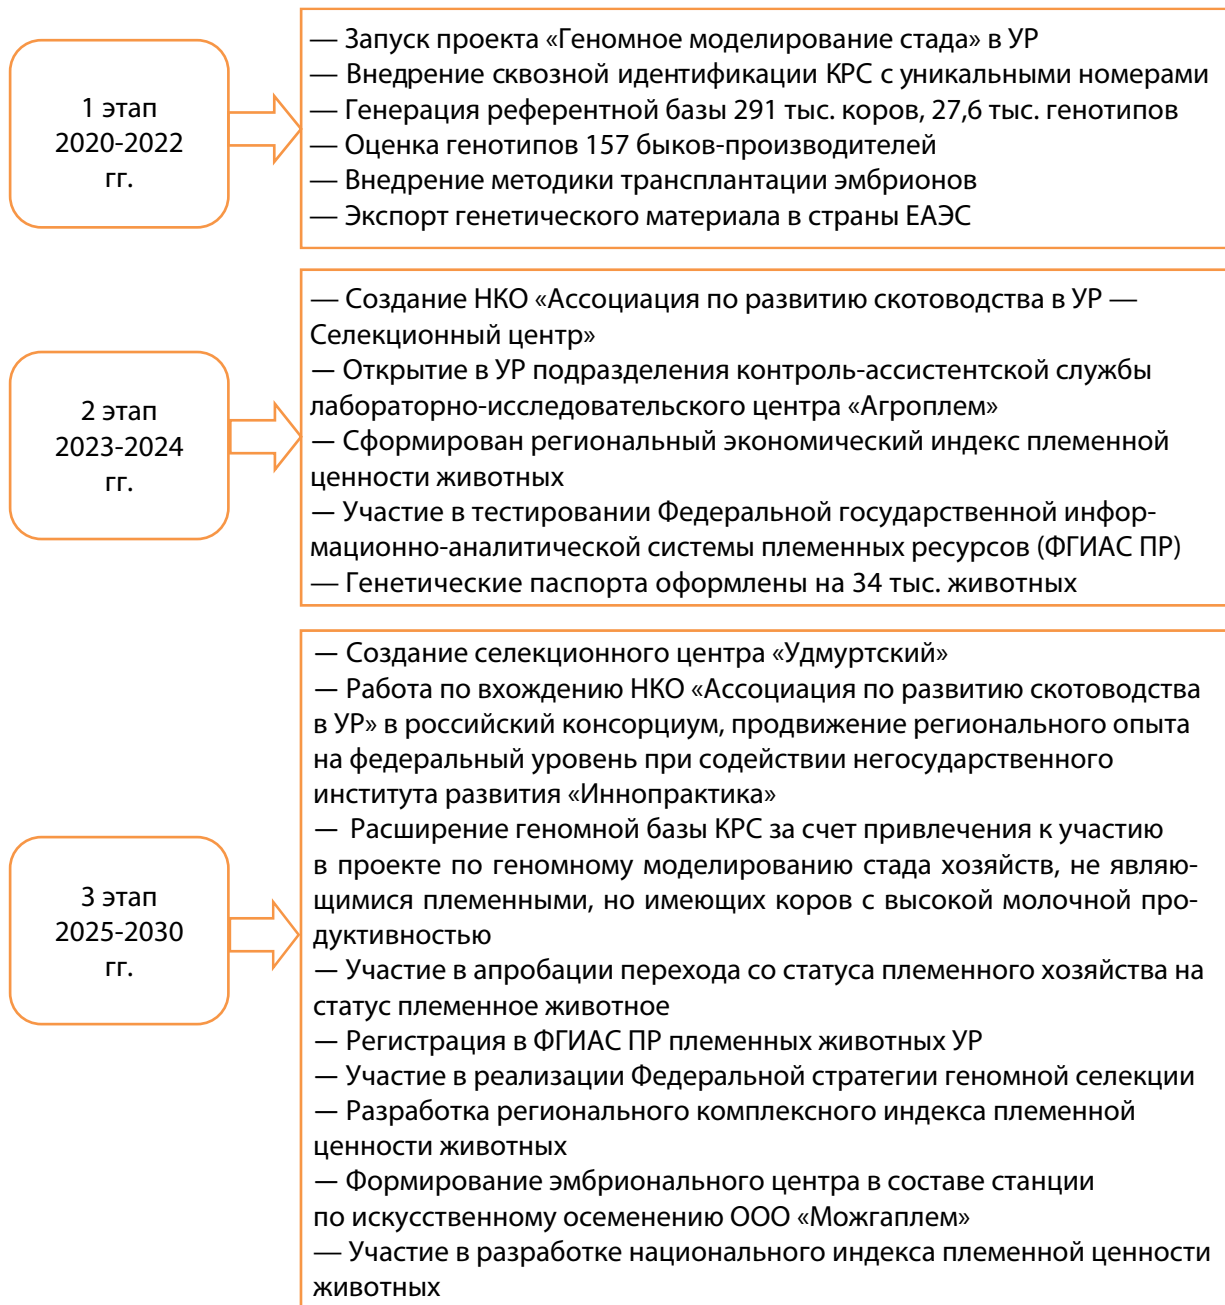 1 этап
2020-2022
гг.
— Запуск проекта «Геномное моделирование стада» в УР
— Внедрение сквозной идентификации КРС с уникальными номерами
— Генерация референтной базы 291 тыс. коров, 27,6 тыс. генотипов
— Оценка генотипов 157 быков-производителей
— Внедрение методики трансплантации эмбрионов
— Экспорт генетического материала в страны ЕАЭС
2 этап
2023-2024
гг.
— Создание НКО «Ассоциация по развитию скотоводства в УР —
Селекционный центр»
— Открытие в УР подразделения контроль-ассистентской службы
лабораторно-исследовательского центра «Агроплем»
— Сформирован региональный экономический индекс племенной
ценности животных
— Участие в тестировании Федеральной государственной инфор-
мационно-аналитической системы племенных ресурсов (ФГИАС ПР)
— Генетические паспорта оформлены на 34 тыс. животных
3 этап
2025-2030
гг.
— Создание селекционного центра «Удмуртский»
— Работа по вхождению НКО «Ассоциация по развитию скотоводства
в УР» в российский консорциум, продвижение регионального опыта
на федеральный уровень при содействии негосударственного
института развития «Иннопрактика»
— Расширение геномной базы КРС за счет привлечения к участию
в проекте по геномному моделированию стада хозяйств, не являю-
щимися племенными, но имеющих коров с высокой молочной про-
дуктивностью
— Участие в апробации перехода со статуса племенного хозяйства на
статус племенное животное
— Регистрация в ФГИАС ПР племенных животных УР
— Участие в реализации Федеральной стратегии геномной селекции
— Разработка регионального комплексного индекса племенной
ценности животных
— Формирование эмбрионального центра в составе станции
по искусственному осеменению ООО «Можгаплем»
— Участие в разработке национального индекса племенной ценности
животных